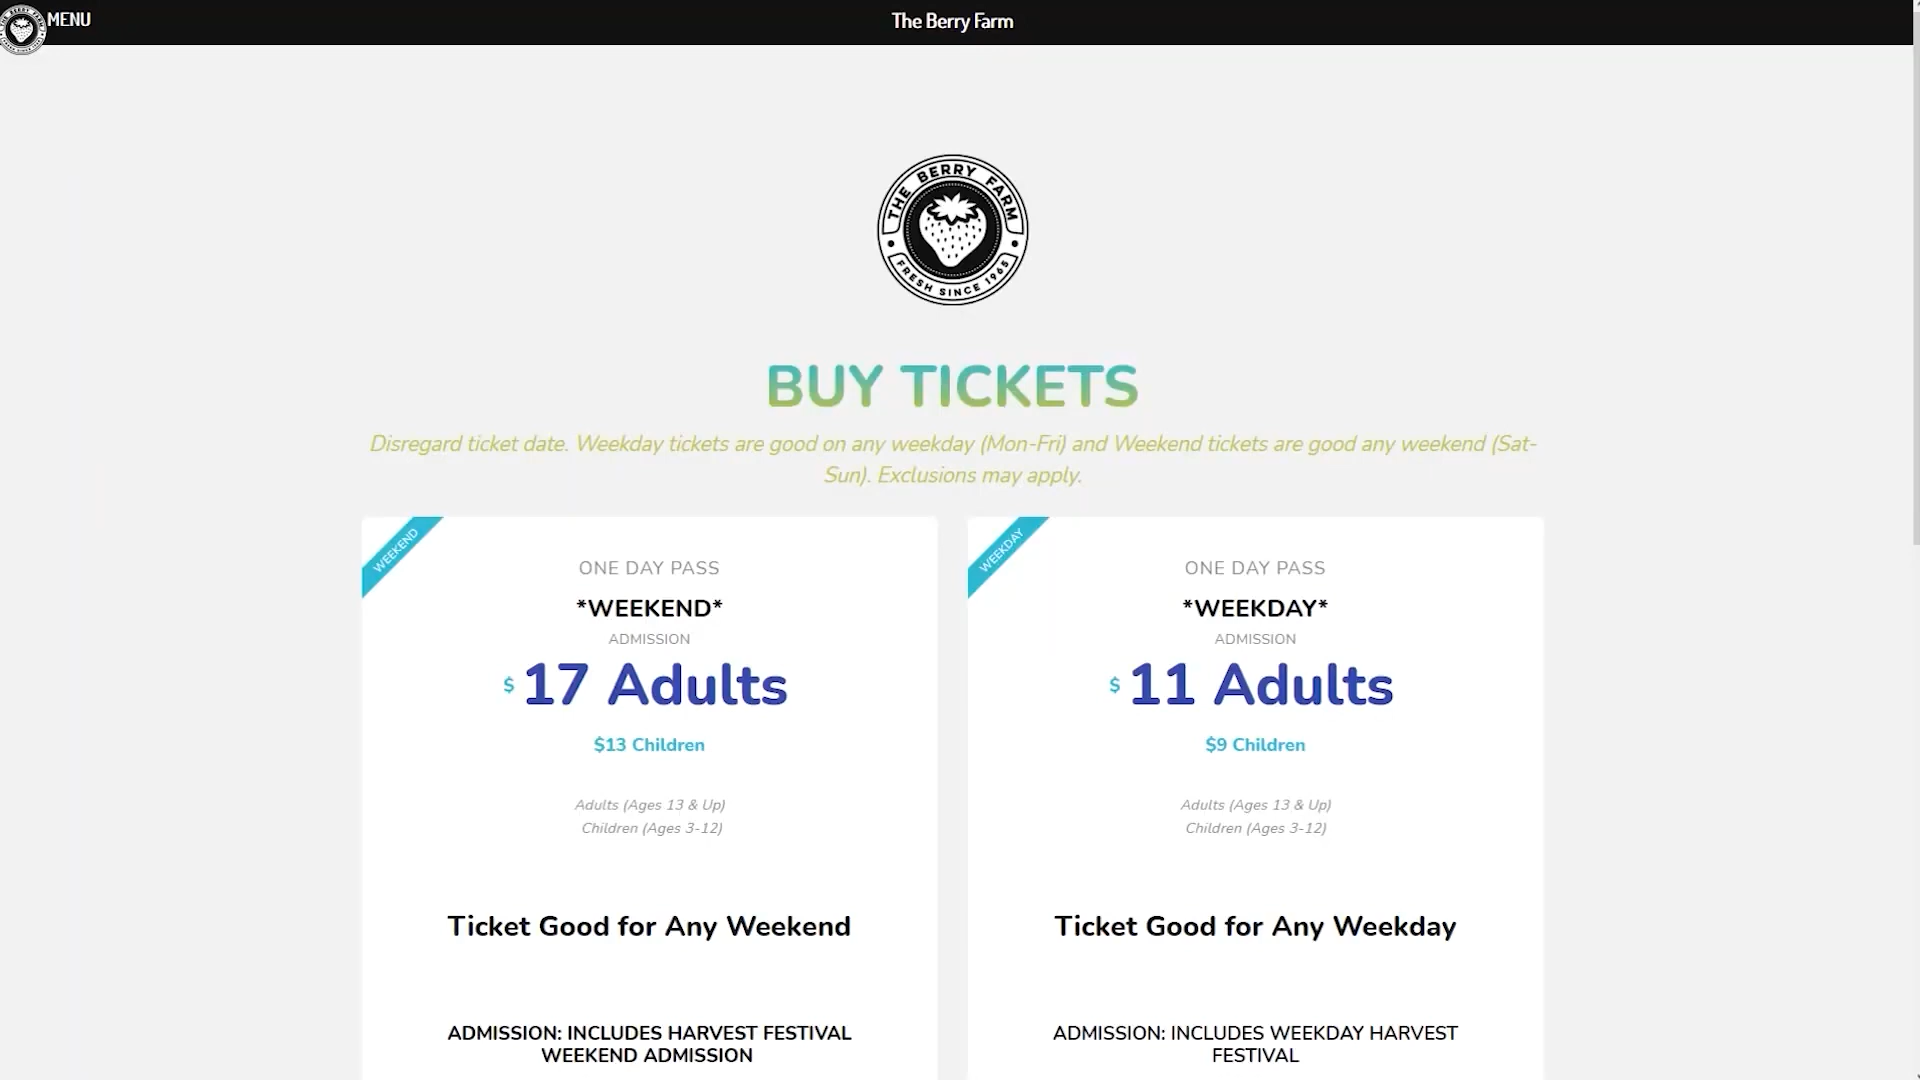 MENU
The Berry Farm
THE BERRY FARM
FRESH SINCE 1965
BUY TICKETS
Disregard ticket date. Weekday tickets are good on any weekday (Mon-Fri) and Weekend tickets are good any weekend (Sat-
Sun). Exclusions may apply.
WEEKEND
ONE DAY PASS
*WEEKEND*
ADMISSION
$ 17 Adults
$13 Children
Adults (Ages 13 & Up)
Children (Ages 3-12)
Ticket Good for Any Weekend
ADMISSION: INCLUDES HARVEST FESTIVAL
WEEKEND ADMISSION
WEEKDAY
ONE DAY PASS
*WEEKDAY*
ADMISSION
$ 11 Adults
$9 Children
Adults (Ages 13 & Up)
Children (Ages 3-12)
Ticket Good for Any Weekday
ADMISSION: INCLUDES WEEKDAY HARVEST
FESTIVAL